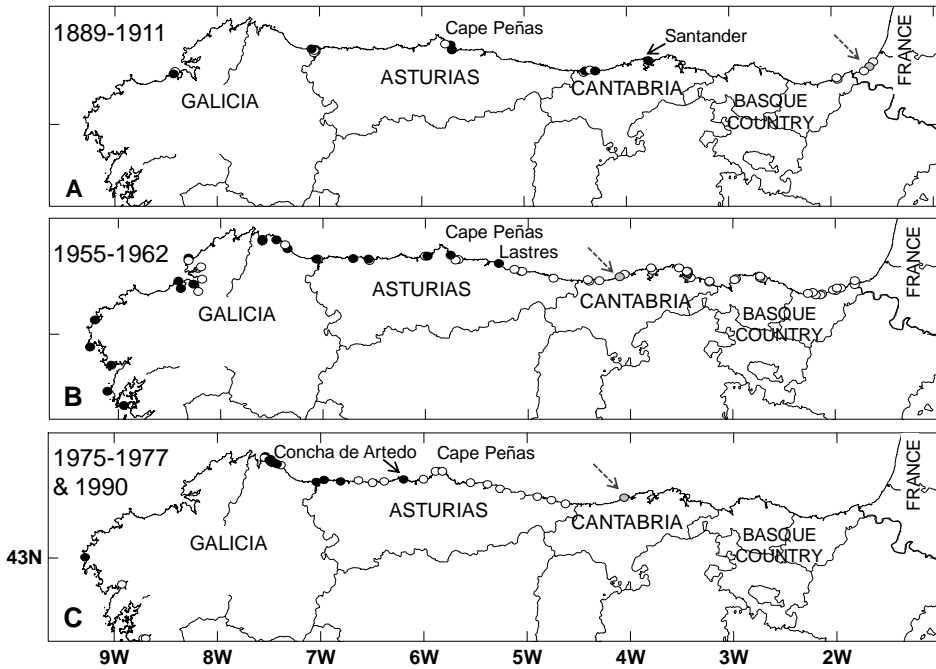 1889-1911
Cape Peñas
Santander
FRANCE
ASTURIAS
GALICIA
CANTABRIA
BASQUE
COUNTRY
A
1955-1962
Cape Peñas
Lastres
FRANCE
ASTURIAS
CANTABRIA
GALICIA
BASQUE
COUNTRY
B
1975-1977
& 1990
Concha de Artedo
Cape Peñas
FRANCE
ASTURIAS
CANTABRIA
GALICIA
BASQUE
COUNTRY
43N
C
9W 8W 7W 6W 5W 4W 3W 2W